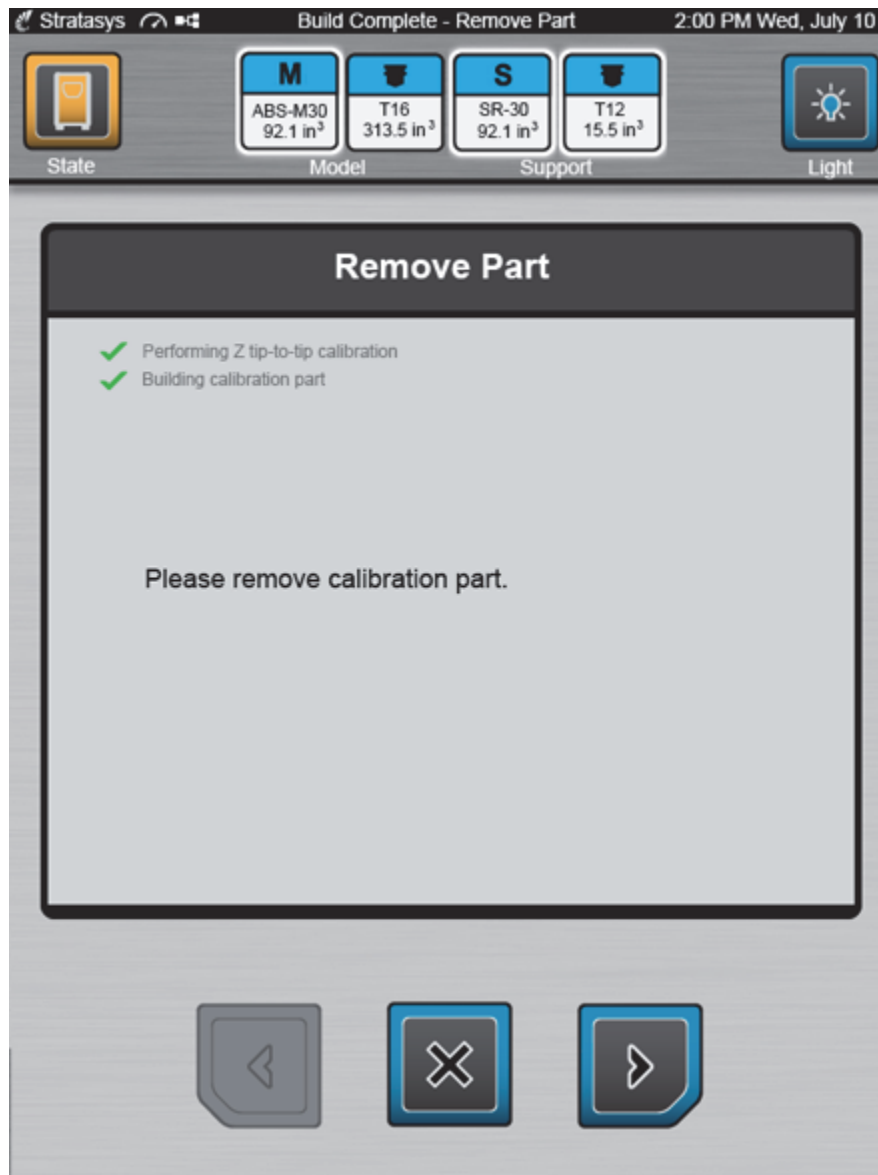 Stratasys Build Complete - Remove Part 2:00 PM Wed, July 10
M S
ABS-M30 T16 SR-30 T12
92.1 in³ 313.5 in³ 92.1 in³ 15.5 in³
State Model Support Light
Remove Part
Performing Z tip-to-tip calibration
Building calibration part
Please remove calibration part.